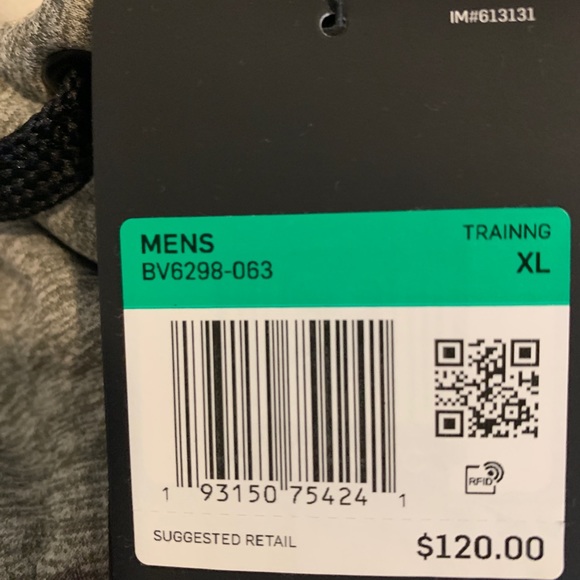 IM#613131
MENS TRAINNG
BV6298-063 XL
1 93150 75424 1
RFID
SUGGESTED RETAIL $120.00